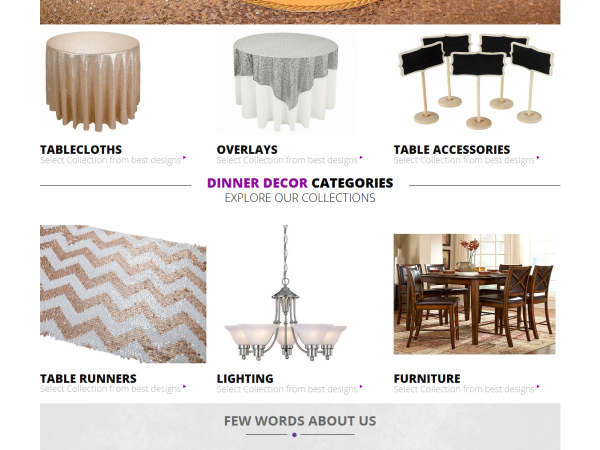 TABLECLOTHS
Select Collection from best designs
OVERLAYS
Select Collection from best designs
TABLE ACCESSORIES
Select Collection from best designs
DINNER DECOR CATEGORIES
EXPLORE OUR COLLECTIONS
TABLE RUNNERS
Select Collection from best designs
LIGHTING
Select Collection from best designs
FURNITURE
Select Collection from best designs
FEW WORDS ABOUT US